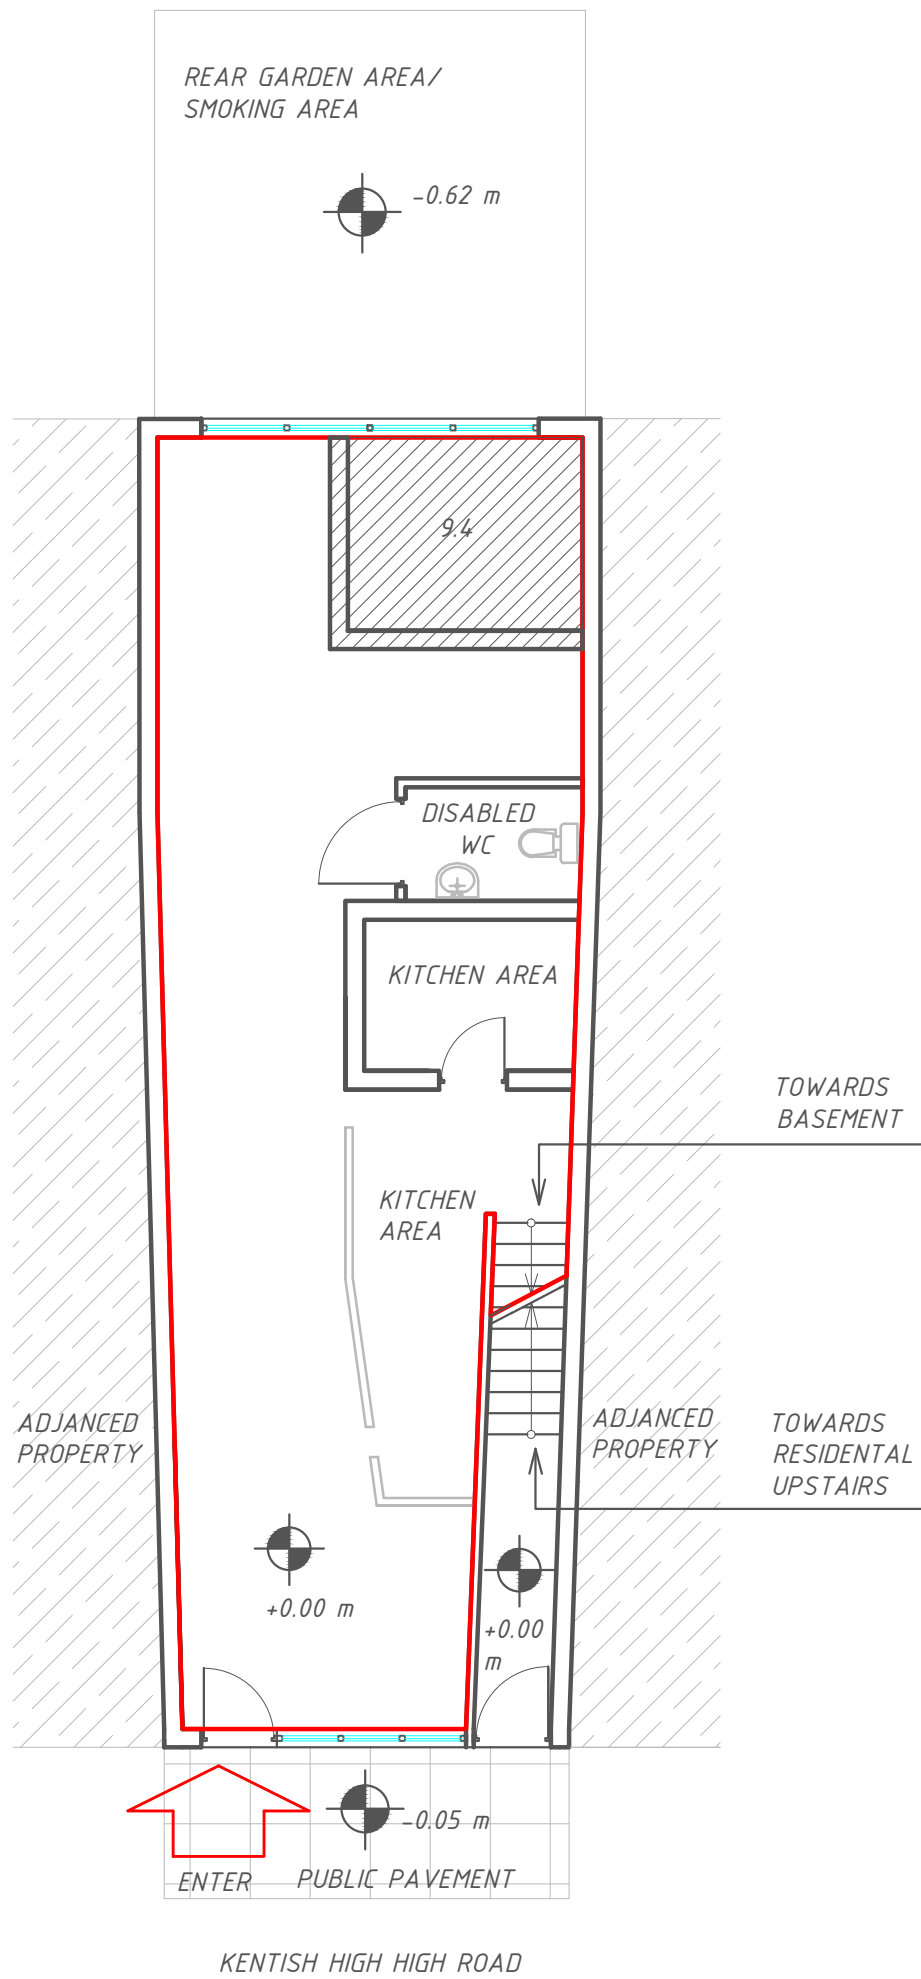 REAR GARDEN AREA/
SMOKING AREA
-0.62 m
9.4
DISABLED
WC
KITCHEN AREA
TOWARDS
BASEMENT
KITCHEN
AREA
ADJANCED
PROPERTY
ADJANCED
PROPERTY
TOWARDS
RESIDENTAL
UPSTAIRS
+0.00 m
+0.00
m
-0.05 m
ENTER
PUBLIC PAVEMENT
KENTISH HIGH HIGH ROAD